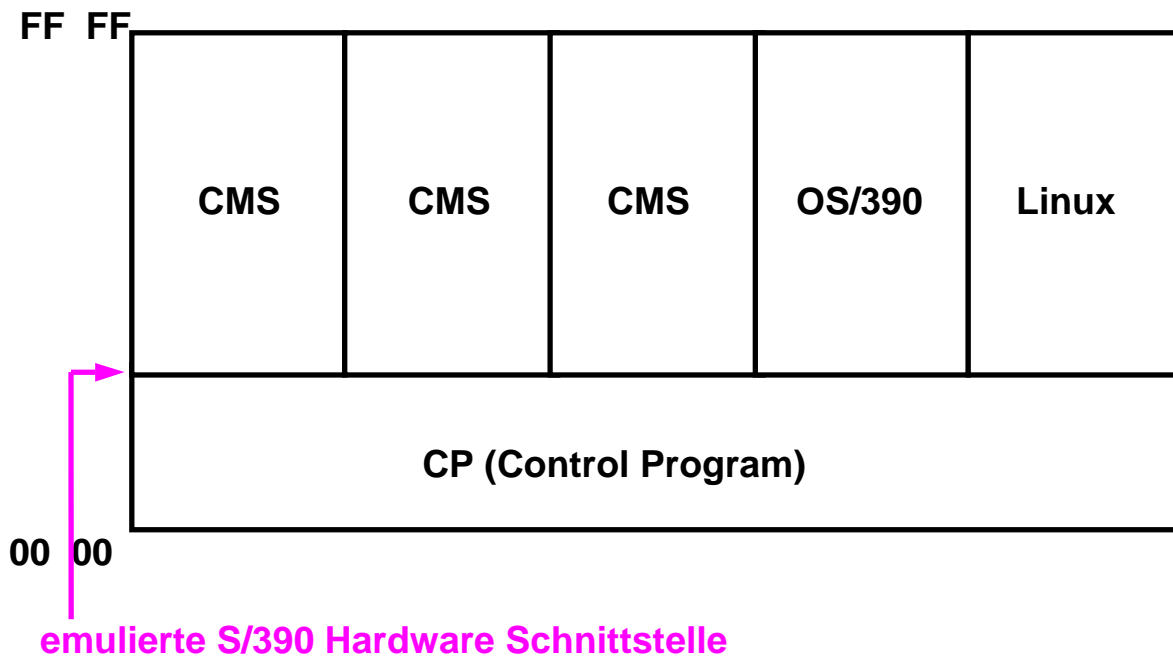 FF FF
CMS CMS CMS OS/390 Linux
CP (Control Program)
00 00
emulierte S/390 Hardware Schnittstelle